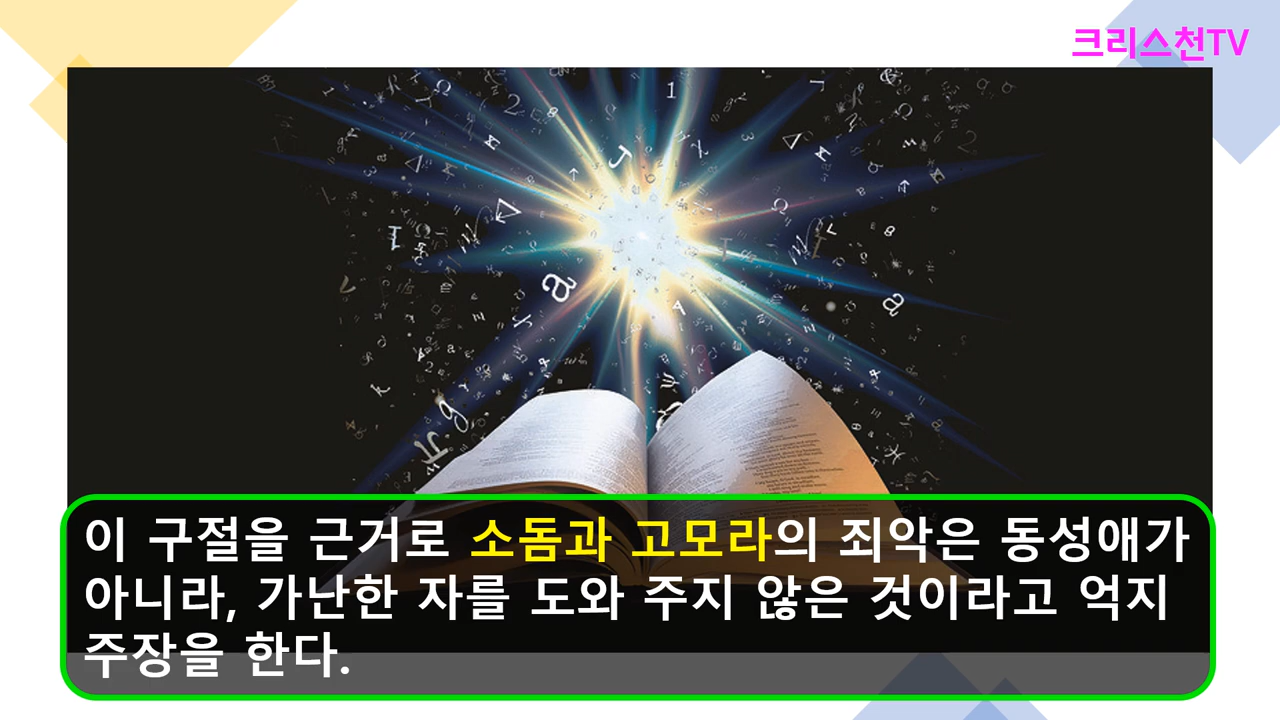 크리스천TV
이 구절을 근거로 소돔과 고모라의 죄악은 동성애가
아니라, 가난한 자를 도와 주지 않은 것이라고 억지
주장을 한다.